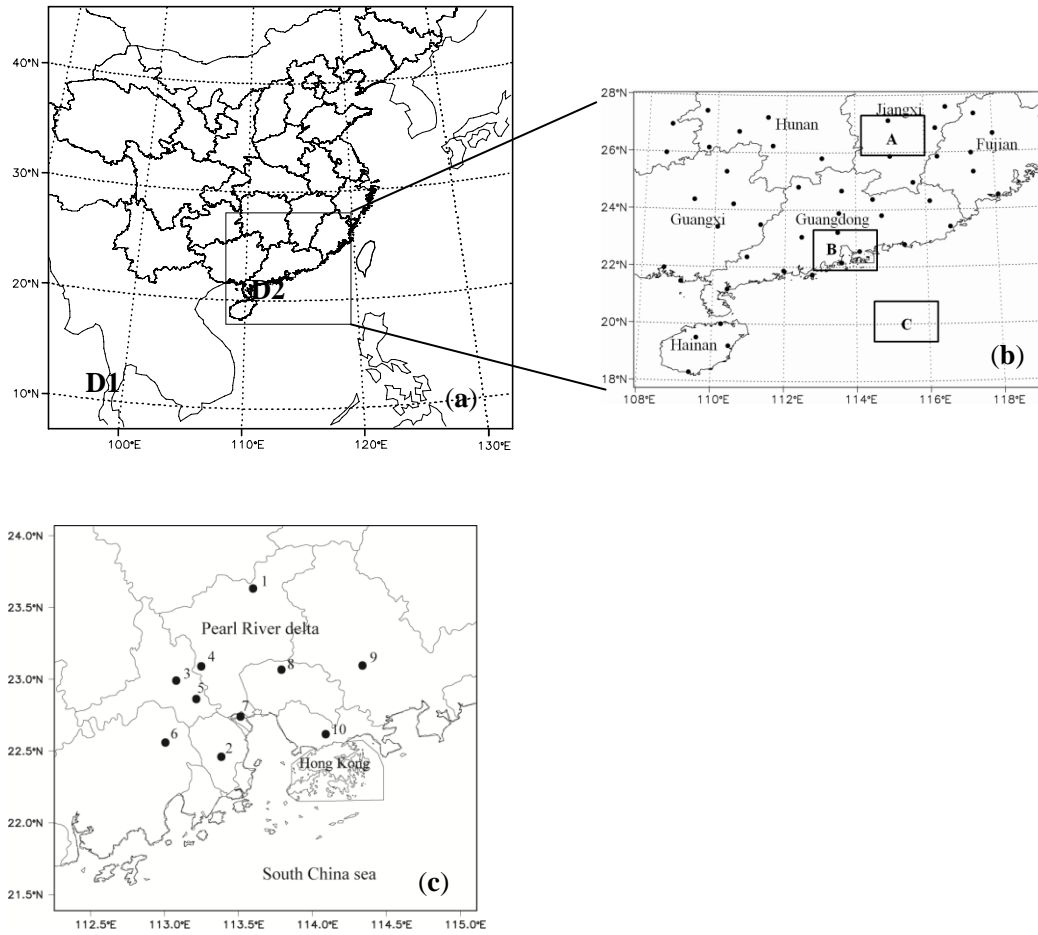 40°N
30°N
20°N
10°N
D2
D1
(a)
100°E
110°E
120°E
130°E
28°N
26°N
24°N
22°N
20°N
18°N
Jiangxi
Hunan
A
Fujian
Guangxi
Guangdong
B
C
Hainan
(b)
108°E
110°E
112°E
114°E
116°E
118°E
24.0°N
23.5°N
23.0°N
22.5°N
22.0°N
21.5°N
1
Pearl River delta
4
3
8
9
5
7
6
2
10
Hong Kong
South China sea
(c)
112.5°E
113.0°E
113.5°E
114.0°E
114.5°E
115.0°E